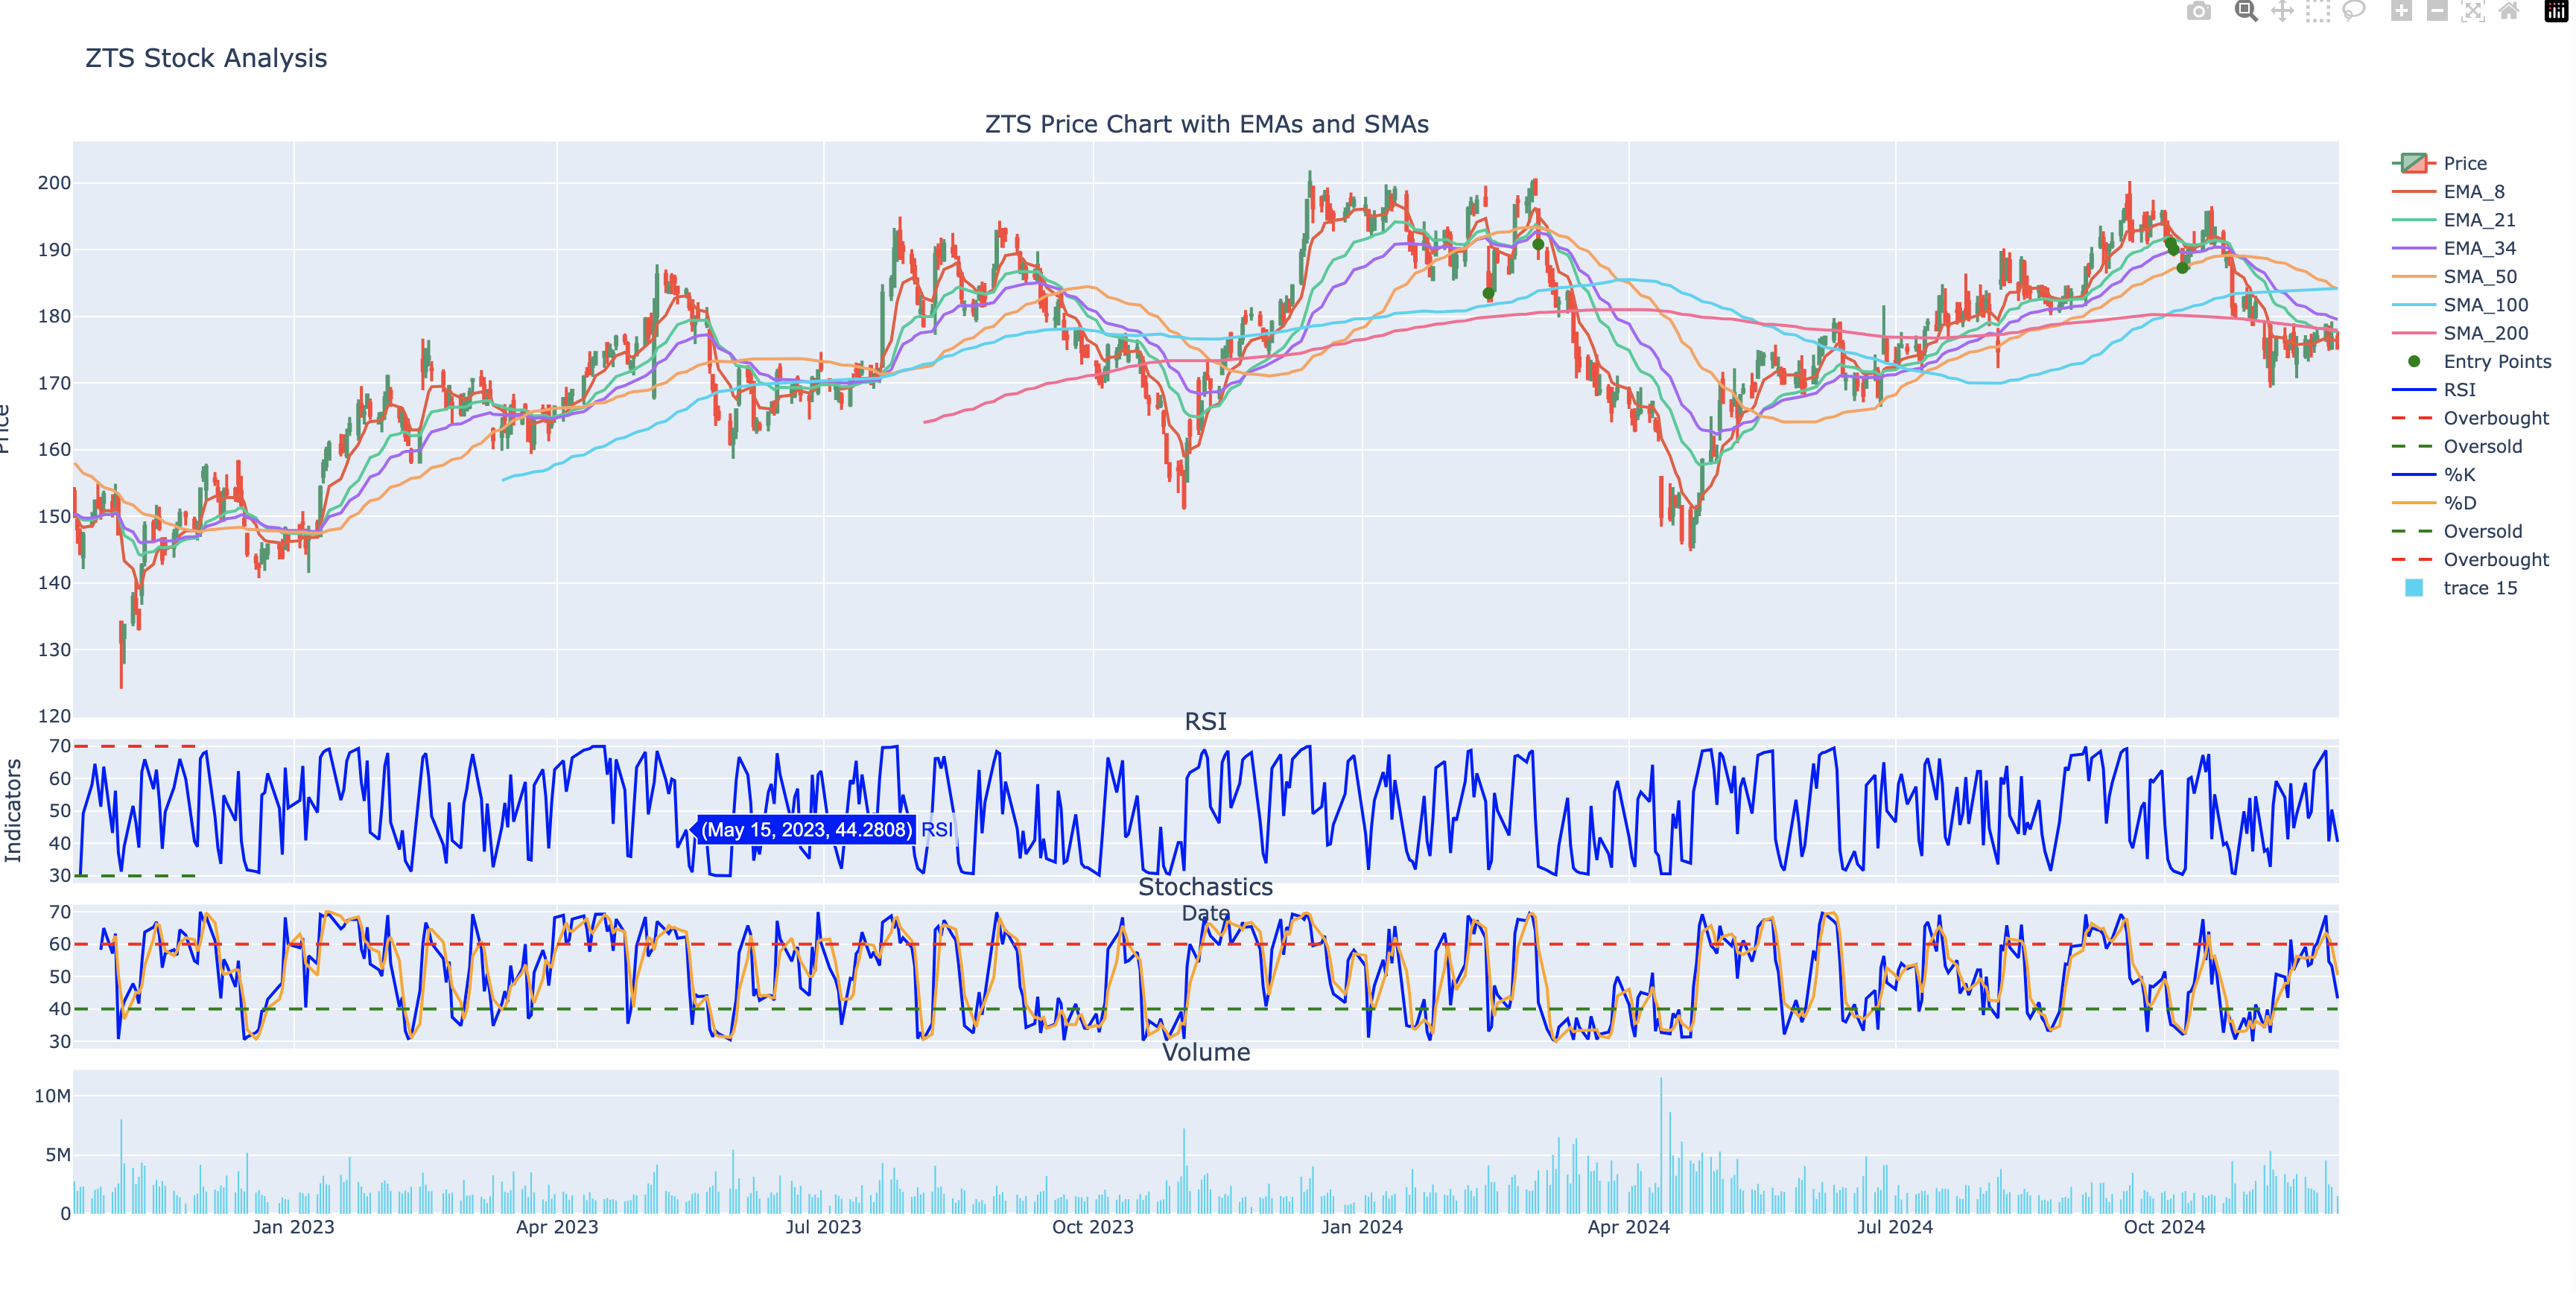 ZTS Stock Analysis
ZTS Price Chart with EMAs and SMAs
Price
200
190
180
170
160
150
140
130
120
Price
EMA_8
EMA_21
EMA_34
SMA_50
SMA_100
SMA_200
Entry Points
RSI
Overbought
Oversold
%K
%D
Oversold
Overbought
trace 15
RSI
Indicators
70
60
50
40
30
(May 15, 2023, 44.2808) RSI
Stochastics
Date
70
60
50
40
30
Volume
10M
5M
0
Jan 2023 Apr 2023 Jul 2023 Oct 2023 Jan 2024 Apr 2024 Jul 2024 Oct 2024